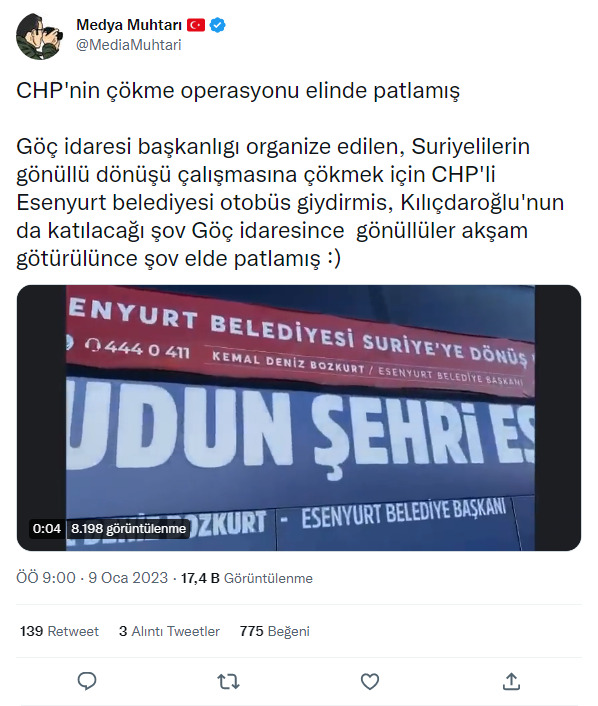 Medya Muhtarı
@MediaMuhtari
CHP'nin çökme operasyonu elinde patlamış
Göç idaresi başkanlıgı organize edilen, Suriyelilerin
gönüllü dönüşü çalışmasına çökmek için CHP'li
Esenyurt belediyesi otobüs giydirmis, Kılıçdaroğlu'nun
da katılacağı şov Göç idaresince gönüllüler akşam
götürülünce şov elde patlamış :)
ENYURT BELEDİYESİ SURİYE'YE DÖNÜŞ
444 0 411
KEMAL DENİZ BOZKURT / ESENYURT BELEDİYE BAŞKANI
UDUN ŞEHRİ ES
DENİZ BOZKURT - ESENYURT BELEDİYE BAŞKANI
0:04 8.198 görüntülenme
ÖÖ 9:00 · 9 Oca 2023 · 17,4 B Görüntülenme
139 Retweet 3 Alıntı Tweetler 775 Beğeni